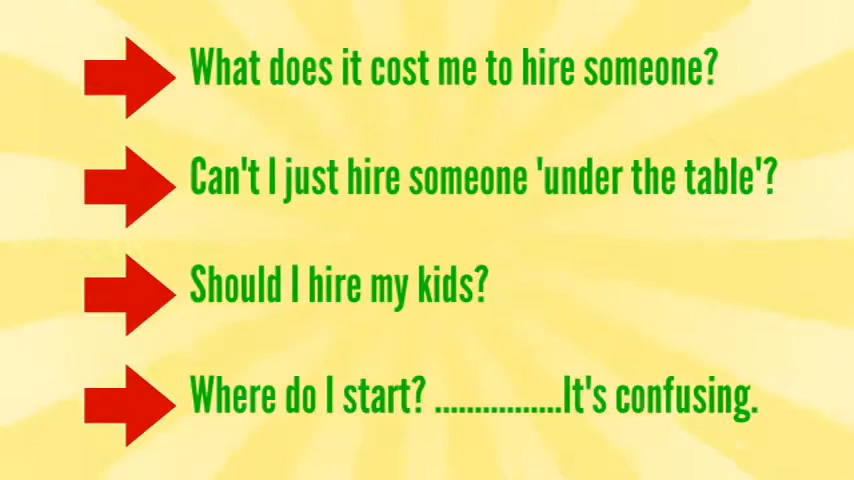 What does it cost me to hire someone?
Can't I just hire someone 'under the table'?
Should I hire my kids?
Where do I start? ................It's confusing.